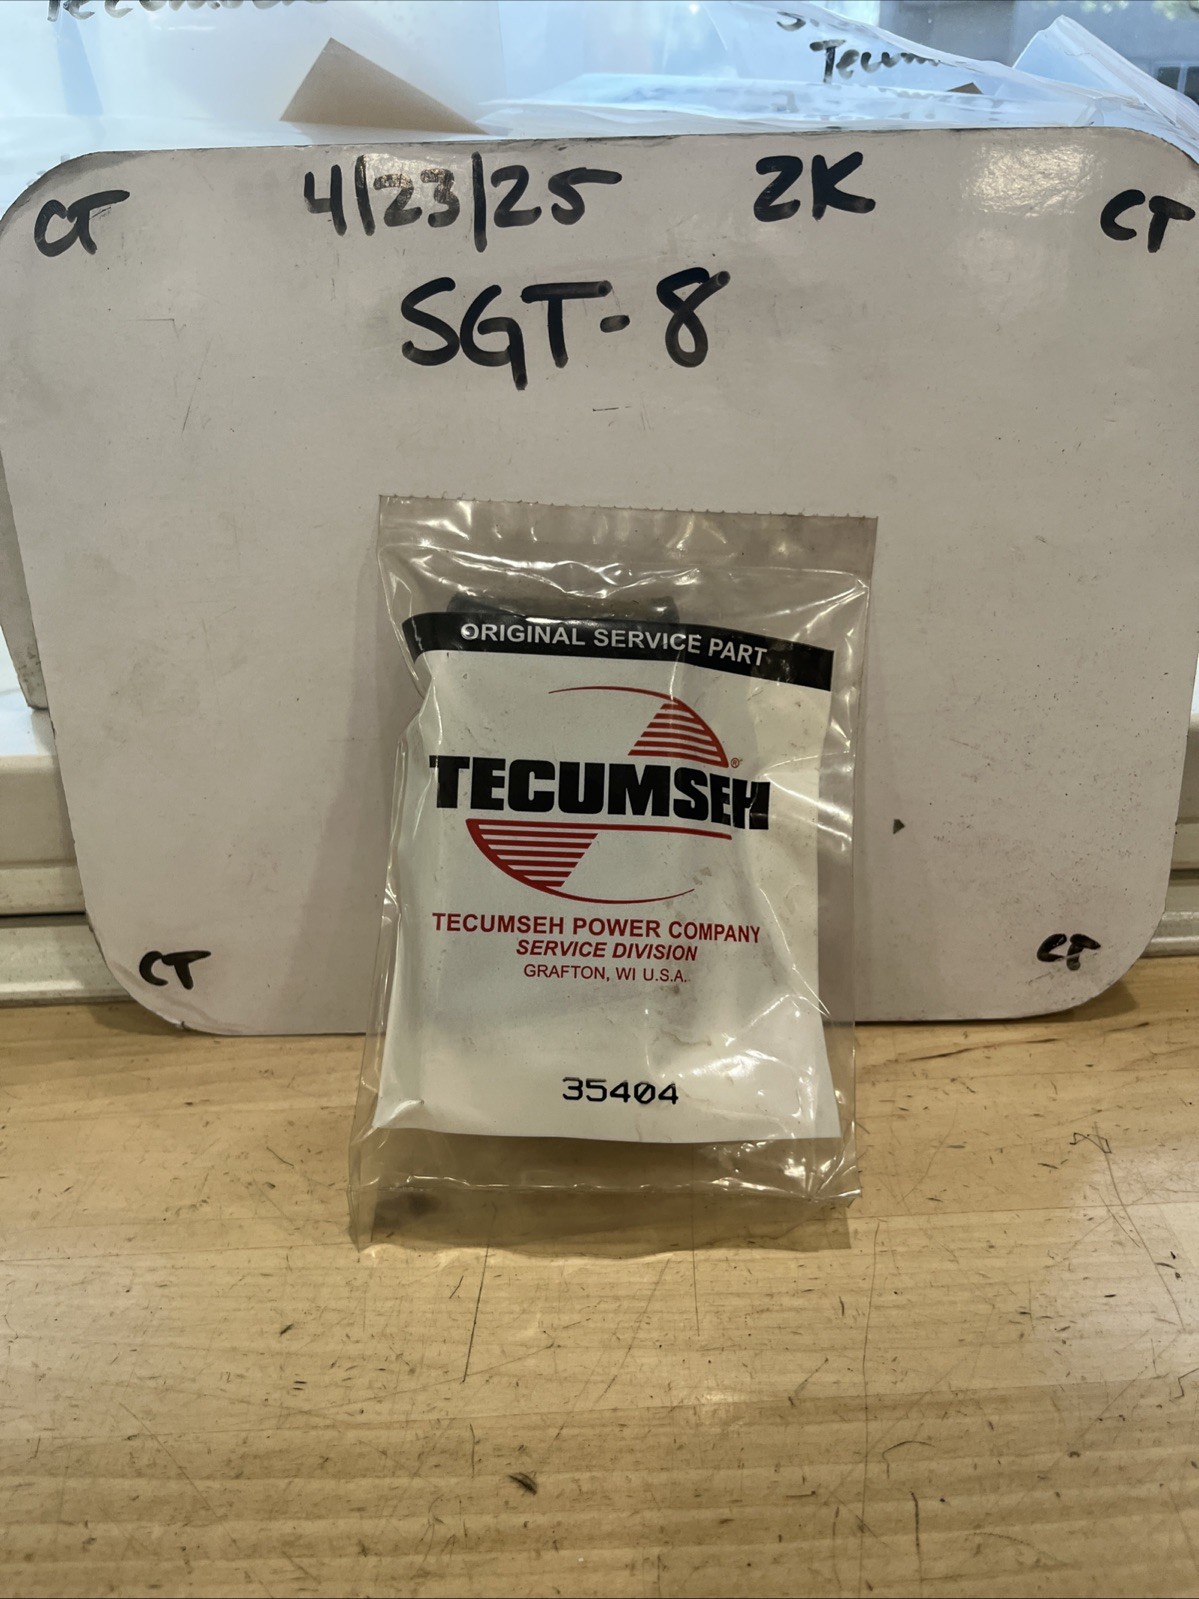 CT 4/23/25 2K CT
SGT-8
ORIGINAL SERVICE PART
TECUMSEH®
TECUMSEH POWER COMPANY
SERVICE DIVISION
GRAFTON, WI U.S.A.
35404
CT CT